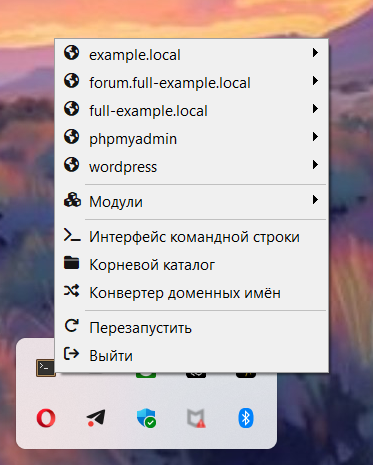 example.local
forum.full-example.local
full-example.local
phpmyadmin
wordpress
Модули
Интерфейс командной строки
Корневой каталог
Конвертер доменных имён
Перезапустить
Выйти